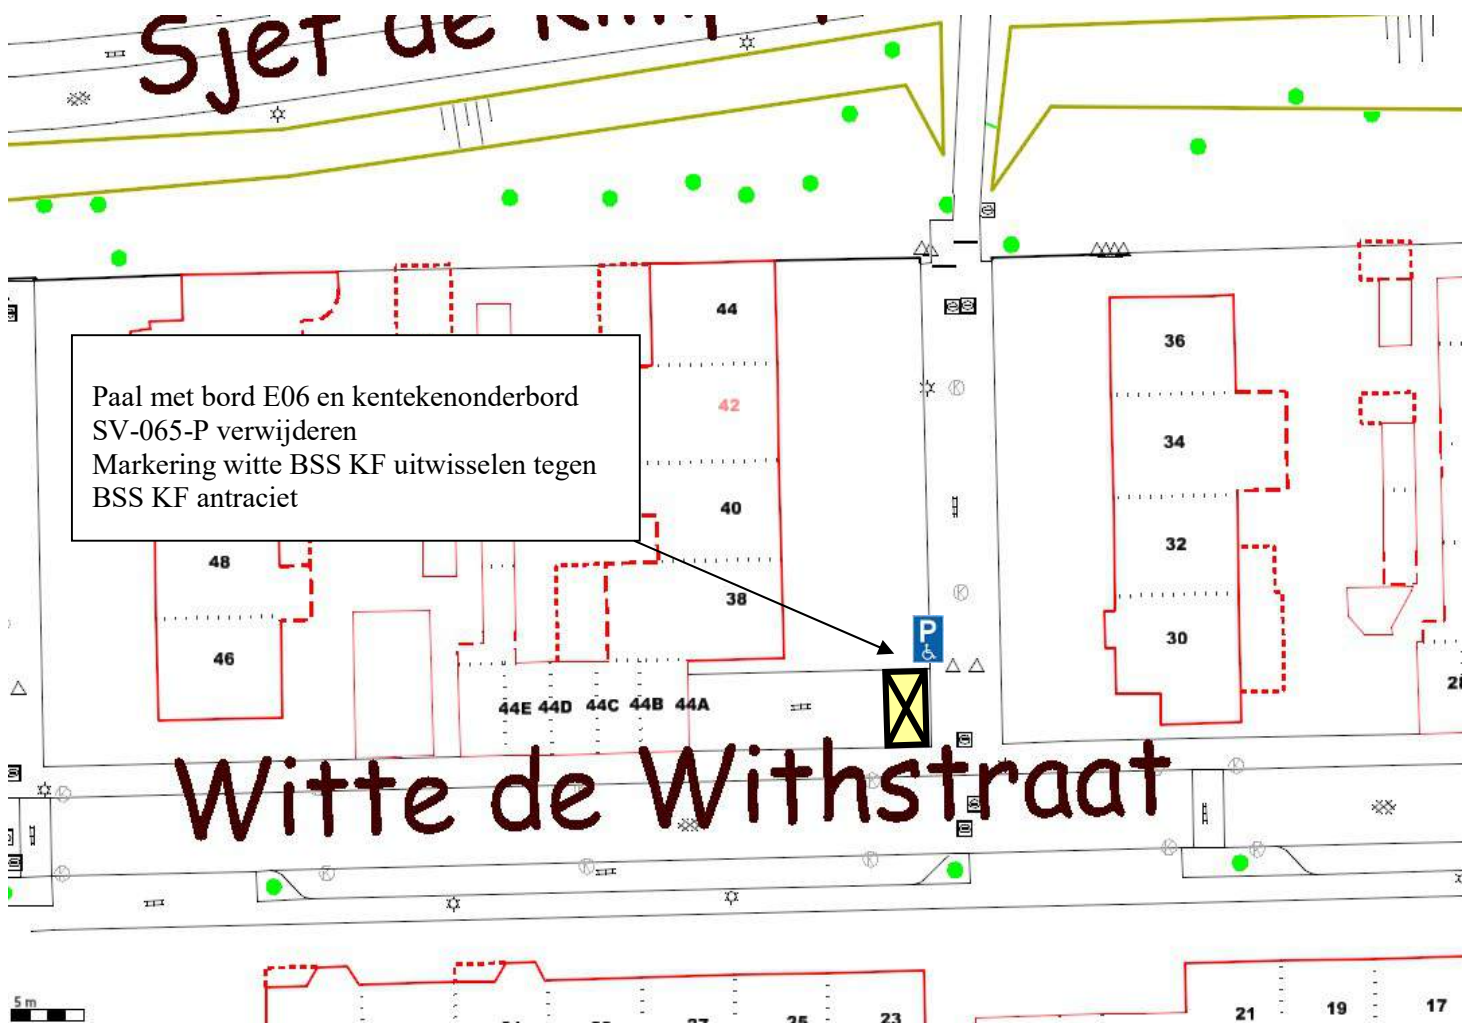 Sjef de
44
36
Paal met bord E06 en kentekenonderbord
SV-065-P verwijderen
Markering witte BSS KF uitwisselen tegen
BSS KF antraciet
42
34
40
32
48
38
30
46
P
44E 44D 44C 44B 44A
Witte de Withstraat
5 m
27
25
23
21
19
17